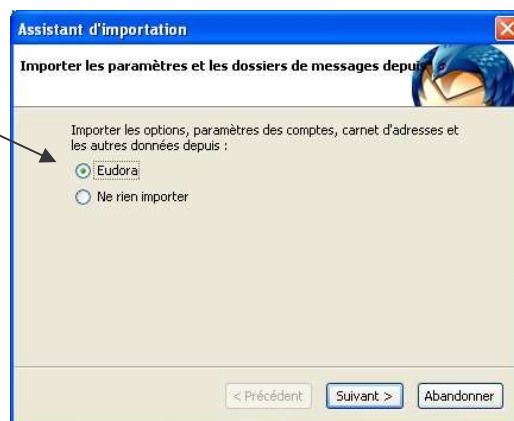 Assistant d'importation
Importer les paramètres et les dossiers de messages depuis
Importer les options, paramètres des comptes, carnet d'adresses et
les autres données depuis :
Eudora
Ne rien importer
< Précédent Suivant > Abandonner